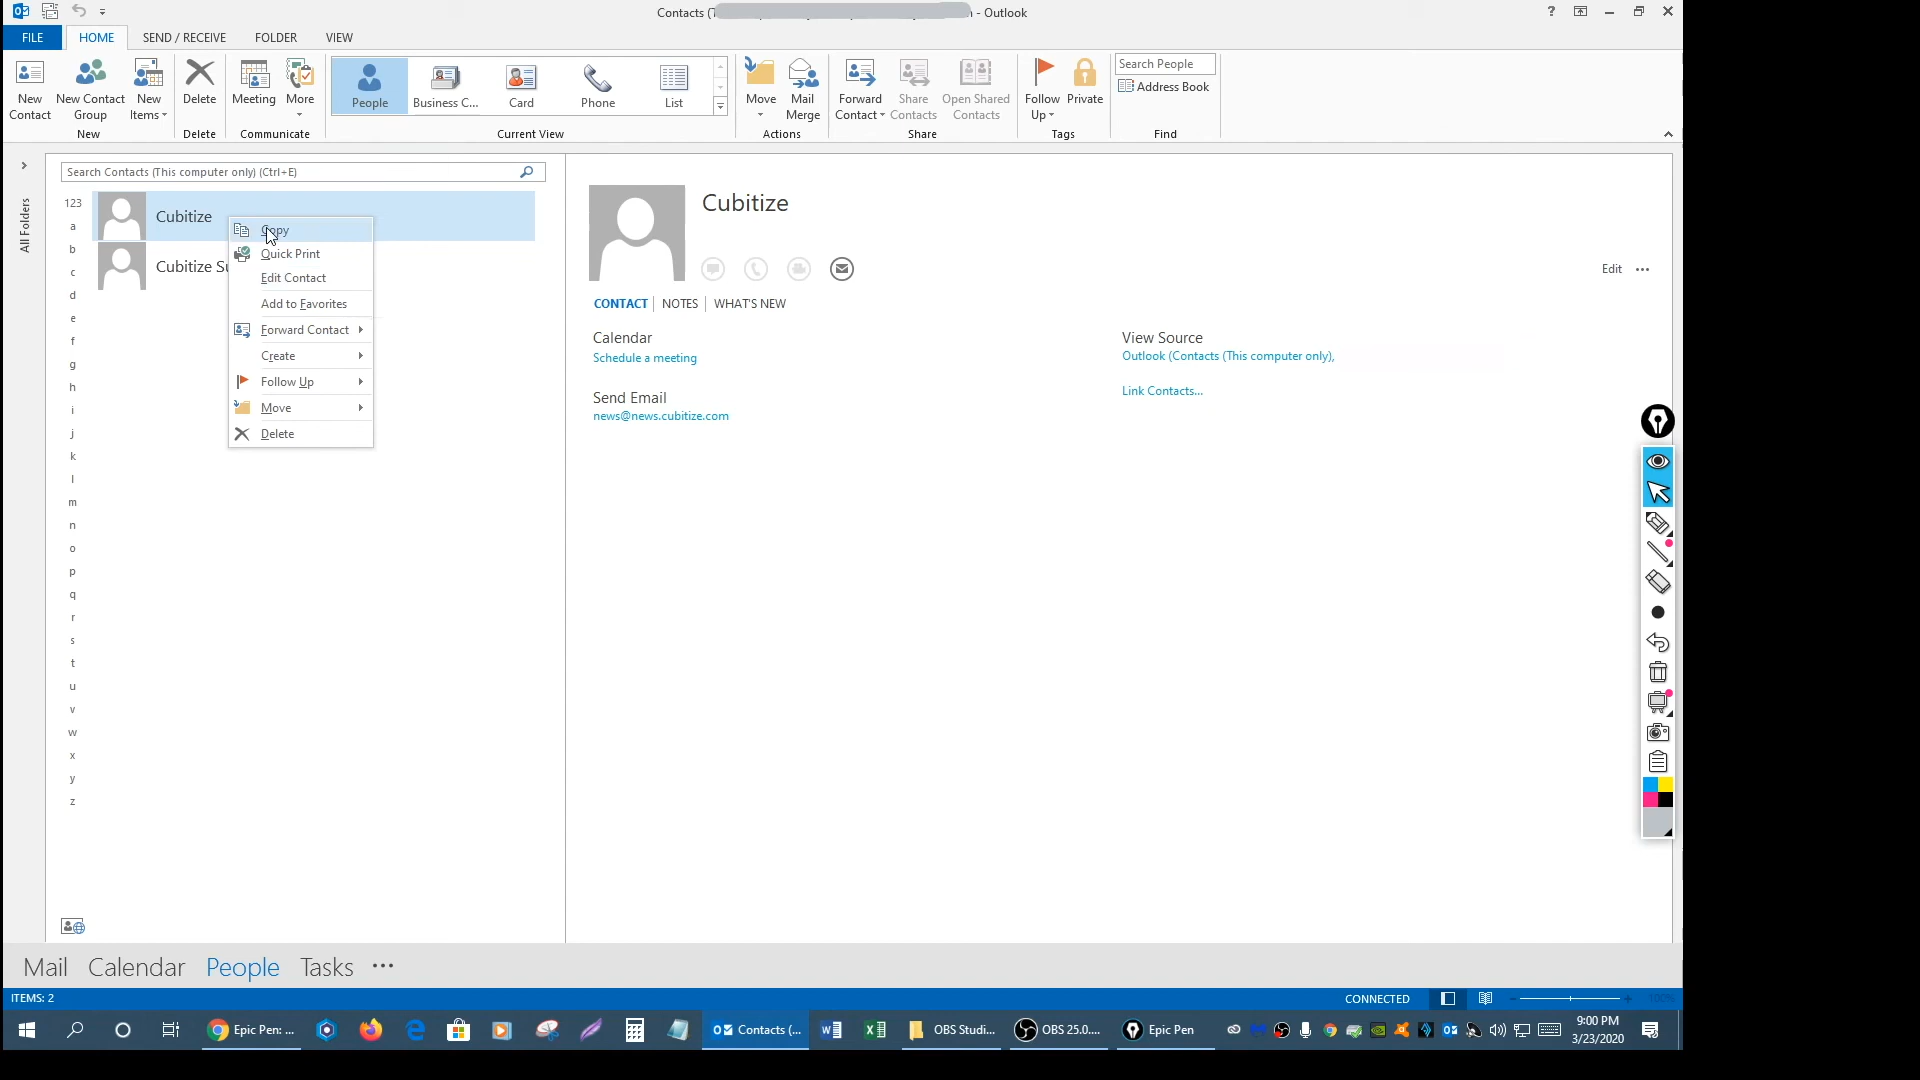 Contacts (T
- Outlook
?
FILE
HOME
SEND / RECEIVE
FOLDER
VIEW
New
Contact
New Contact
Group
New
Items
New
Delete
Delete
Meeting
More
Communicate
People
Business C...
Card
Phone
List
Current View
Move
Mail
Merge
Actions
Forward
Contact
Share
Contacts
Open Shared
Contacts
Share
Follow
Up
Private
Tags
Search People
Address Book
Find
All Folders
Search Contacts (This computer only) (Ctrl+E)
123
a
b
c
d
e
f
g
h
i
j
k
l
m
n
o
p
q
r
s
t
u
v
w
x
y
z
Cubitize
Cubitize Su
Copy
Quick Print
Edit Contact
Add to Favorites
Forward Contact
Create
Follow Up
Move
Delete
Cubitize
Edit
CONTACT
NOTES
WHAT'S NEW
Calendar
Schedule a meeting
Send Email
news@news.cubitize.com
View Source
Outlook (Contacts (This computer only),
Link Contacts...
Mail
Calendar
People
Tasks
ITEMS: 2
CONNECTED
100%
Epic Pen: ...
Contacts (...
OBS Studi...
OBS 25.0....
Epic Pen
9:00 PM
3/23/2020